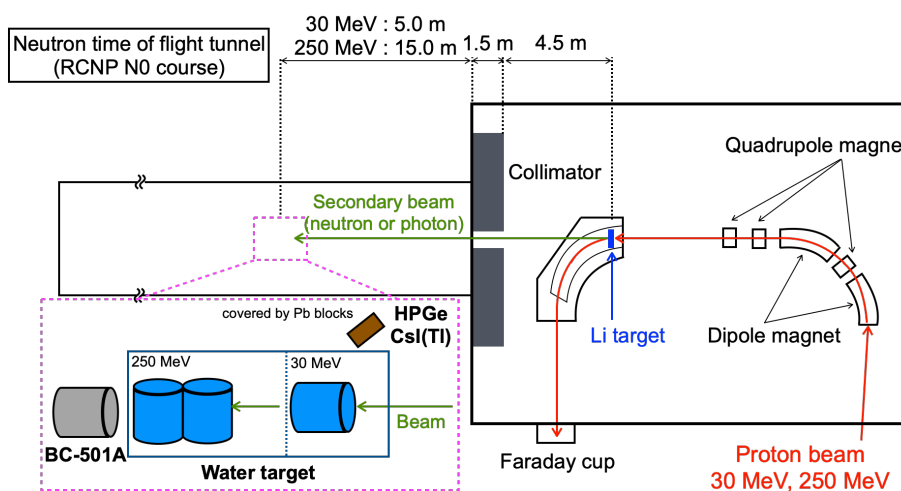 Neutron time of flight tunnel
(RCNP N0 course)
30 MeV : 5.0 m
250 MeV : 15.0 m
1.5 m
4.5 m
Collimator
Quadrupole magne
Secondary beam
(neutron or photon)
Li target
Dipole magnet
covered by Pb blocks
HPGe
CsI(Tl)
250 MeV
30 MeV
Beam
BC-501A
Water target
Faraday cup
Proton beam
30 MeV, 250 MeV